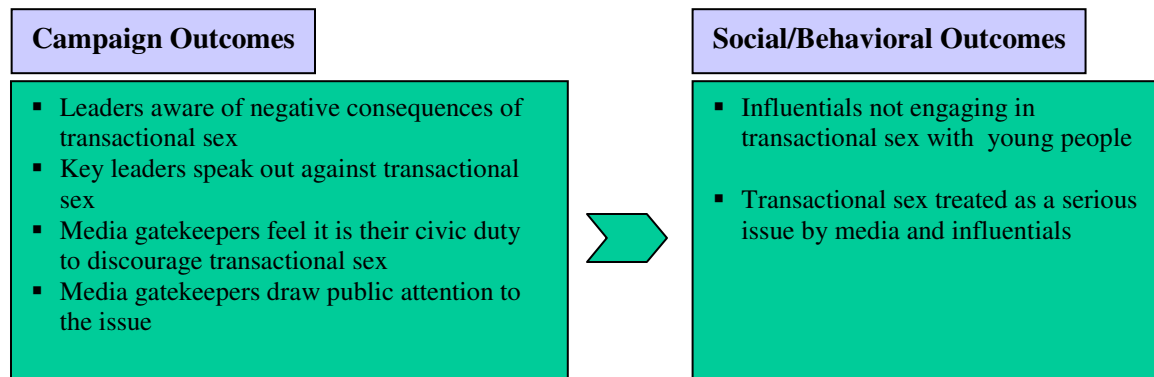 Campaign Outcomes
▪ Leaders aware of negative consequences of
transactional sex
▪ Key leaders speak out against transactional
sex
▪ Media gatekeepers feel it is their civic duty
to discourage transactional sex
▪ Media gatekeepers draw public attention to
the issue
Social/Behavioral Outcomes
▪ Influentials not engaging in
transactional sex with young people
▪ Transactional sex treated as a serious
issue by media and influentials